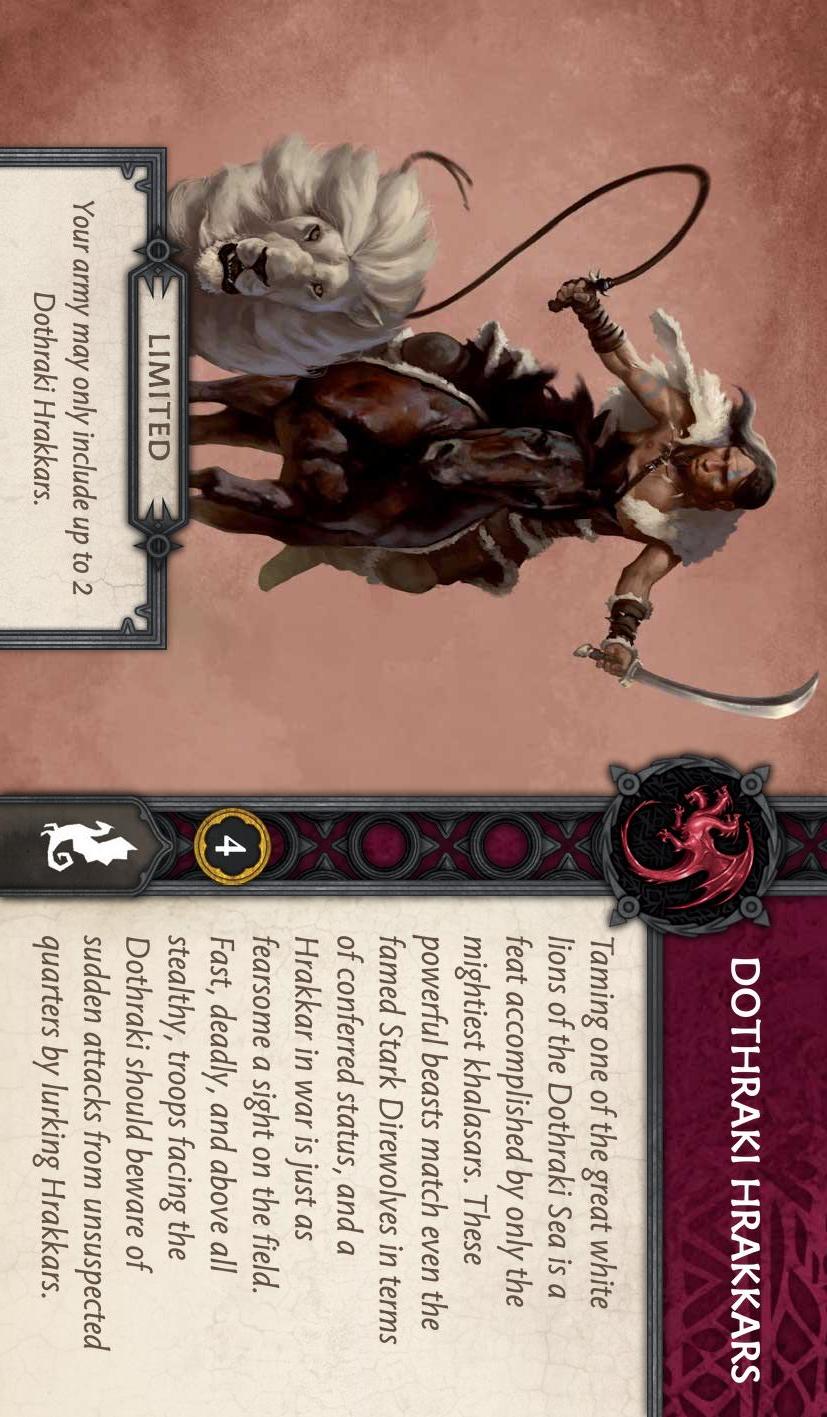 DOTHRAKI HRAKKARS
Taming one of the great white
lions of the Dothraki Sea is a
feat accomplished by only the
mightiest khalasars. These
powerful beasts match even the
famed Stark Direwolves in terms
of conferred status, and a
Hrakkar in war is just as
fearsome a sight on the field.
Fast, deadly, and above all
stealthy, troops facing the
Dothraki should beware of
sudden attacks from unsuspected
quarters by lurking Hrakkars.
4
LIMITED
Your army may only include up to 2
Dothraki Hrakkars.